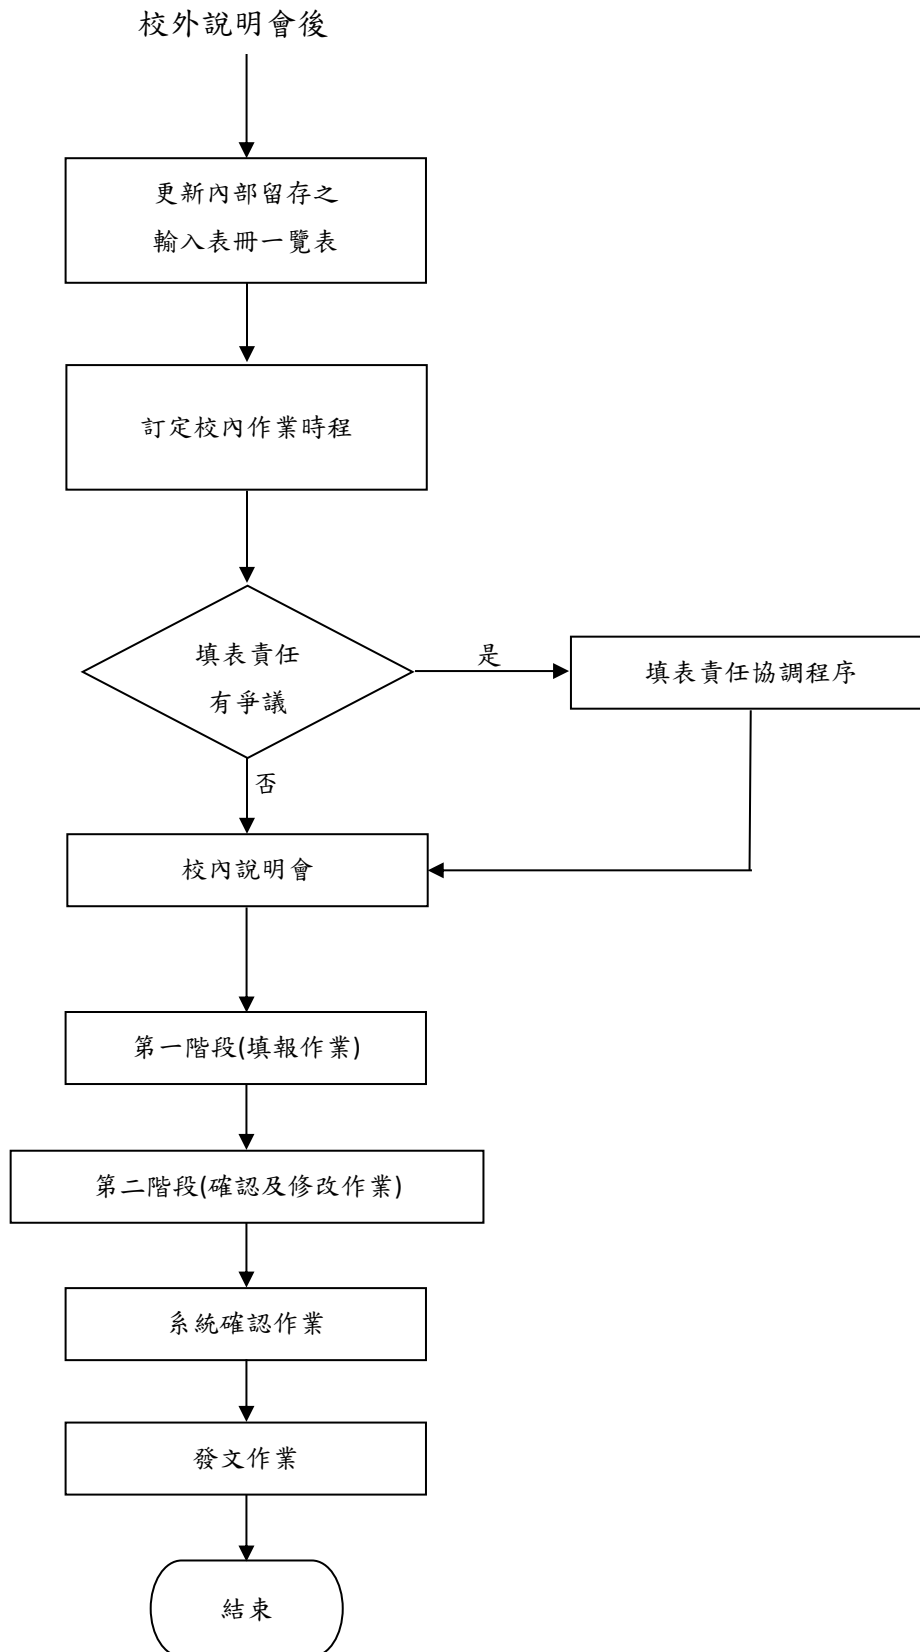 校外說明會後
更新內部留存之
輸入表冊一覽表
訂定校內作業時程
填表責任
有爭議
是
填表責任協調程序
否
校內說明會
第一階段(填報作業)
第二階段(確認及修改作業)
系統確認作業
發文作業
結束